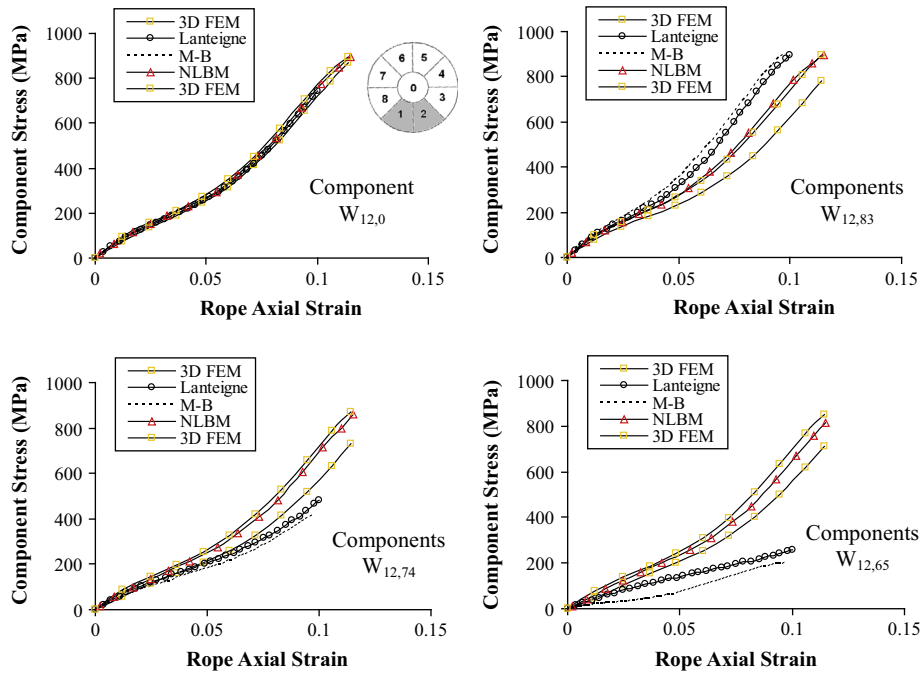 3D FEM
Lanteigne
M-B
NLBM
3D FEM
Component Stress (MPa)
1000
800
600
400
200
0
0
0.05
0.1
0.15
Rope Axial Strain
6
5
7
4
0
8
3
1
2
Component
W12,0
3D FEM
Lanteigne
M-B
NLBM
3D FEM
Component Stress (MPa)
1000
800
600
400
200
0
0
0.05
0.1
0.15
Rope Axial Strain
Components
W12,83
3D FEM
Lanteigne
M-B
NLBM
3D FEM
Component Stress (MPa)
1000
800
600
400
200
0
0
0.05
0.1
0.15
Rope Axial Strain
Components
W12,74
3D FEM
Lanteigne
M-B
NLBM
3D FEM
Component Stress (MPa)
1000
800
600
400
200
0
0
0.05
0.1
0.15
Rope Axial Strain
Components
W12,65